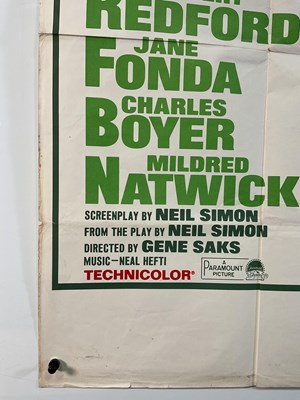 REDFORD
JANE
FONDA
CHARLES
BOYER
MILDRED
NATWICK
SCREENPLAY BY NEIL SIMON
FROM THE PLAY BY NEIL SIMON
DIRECTED BY GENE SAKS
MUSIC—NEAL HEFTI
TECHNICOLOR®
A
PARAMOUNT
PICTURE